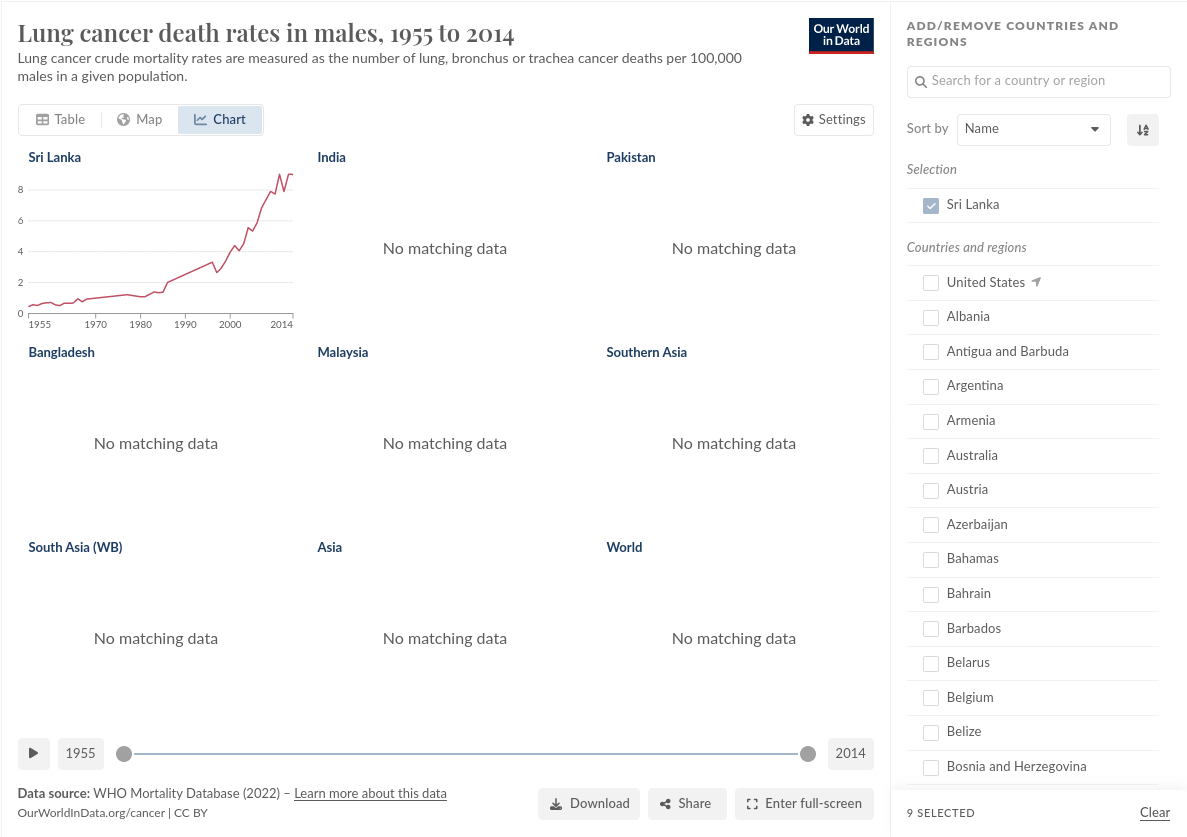 Lung cancer death rates in males, 1955 to 2014
Lung cancer crude mortality rates are measured as the number of lung, bronchus or trachea cancer deaths per 100,000
males in a given population.
Our World
in Data
Table
Map
Chart
Settings
Sri Lanka
8
6
4
2
0
1955
1970
1980
1990
2000
2014
India
No matching data
Pakistan
No matching data
Bangladesh
No matching data
Malaysia
No matching data
Southern Asia
No matching data
South Asia (WB)
No matching data
Asia
No matching data
World
No matching data
1955
2014
Data source: WHO Mortality Database (2022) – Learn more about this data
OurWorldInData.org/cancer | CC BY
Download
Share
Enter full-screen
ADD/REMOVE COUNTRIES AND
REGIONS
Search for a country or region
Sort by
Name
Selection
Sri Lanka
Countries and regions
United States
Albania
Antigua and Barbuda
Argentina
Armenia
Australia
Austria
Azerbaijan
Bahamas
Bahrain
Barbados
Belarus
Belgium
Belize
Bosnia and Herzegovina
9 SELECTED
Clear